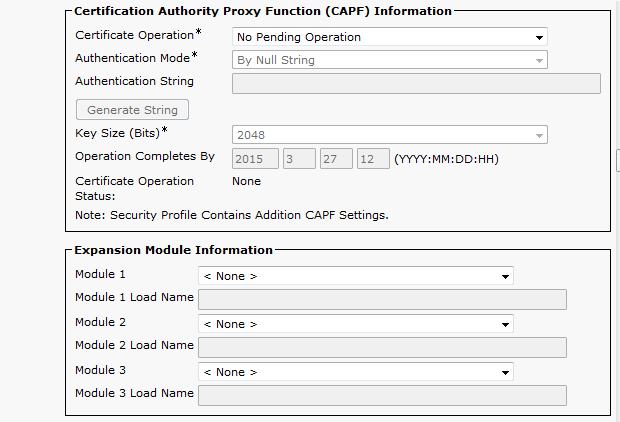 Certification Authority Proxy Function (CAPF) Information
Certificate Operation* No Pending Operation
Authentication Mode* By Null String
Authentication String
Generate String
Key Size (Bits)* 2048
Operation Completes By 2015 3 27 12 (YYYY:MM:DD:HH)
Certificate Operation None
Status:
Note: Security Profile Contains Addition CAPF Settings.
Expansion Module Information
Module 1 < None >
Module 1 Load Name
Module 2 < None >
Module 2 Load Name
Module 3 < None >
Module 3 Load Name